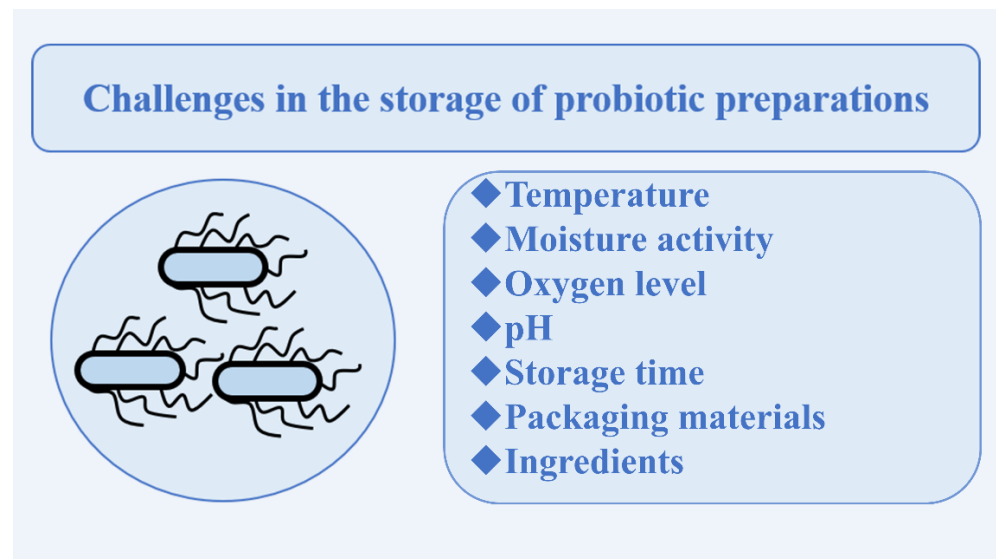 Challenges in the storage of probiotic preparations
◆Temperature
◆Moisture activity
◆Oxygen level
◆pH
◆Storage time
◆Packaging materials
◆Ingredients